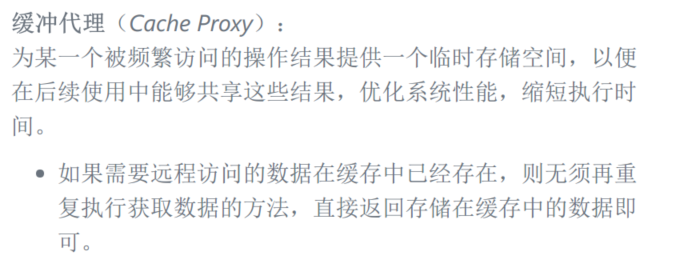 缓冲代理（Cache Proxy）：
为某一个被频繁访问的操作结果提供一个临时存储空间，以便
在后续使用中能够共享这些结果，优化系统性能，缩短执行时
间。
• 如果需要远程访问的数据在缓存中已经存在，则无须再重
复执行获取数据的方法，直接返回存储在缓存中的数据即
可。